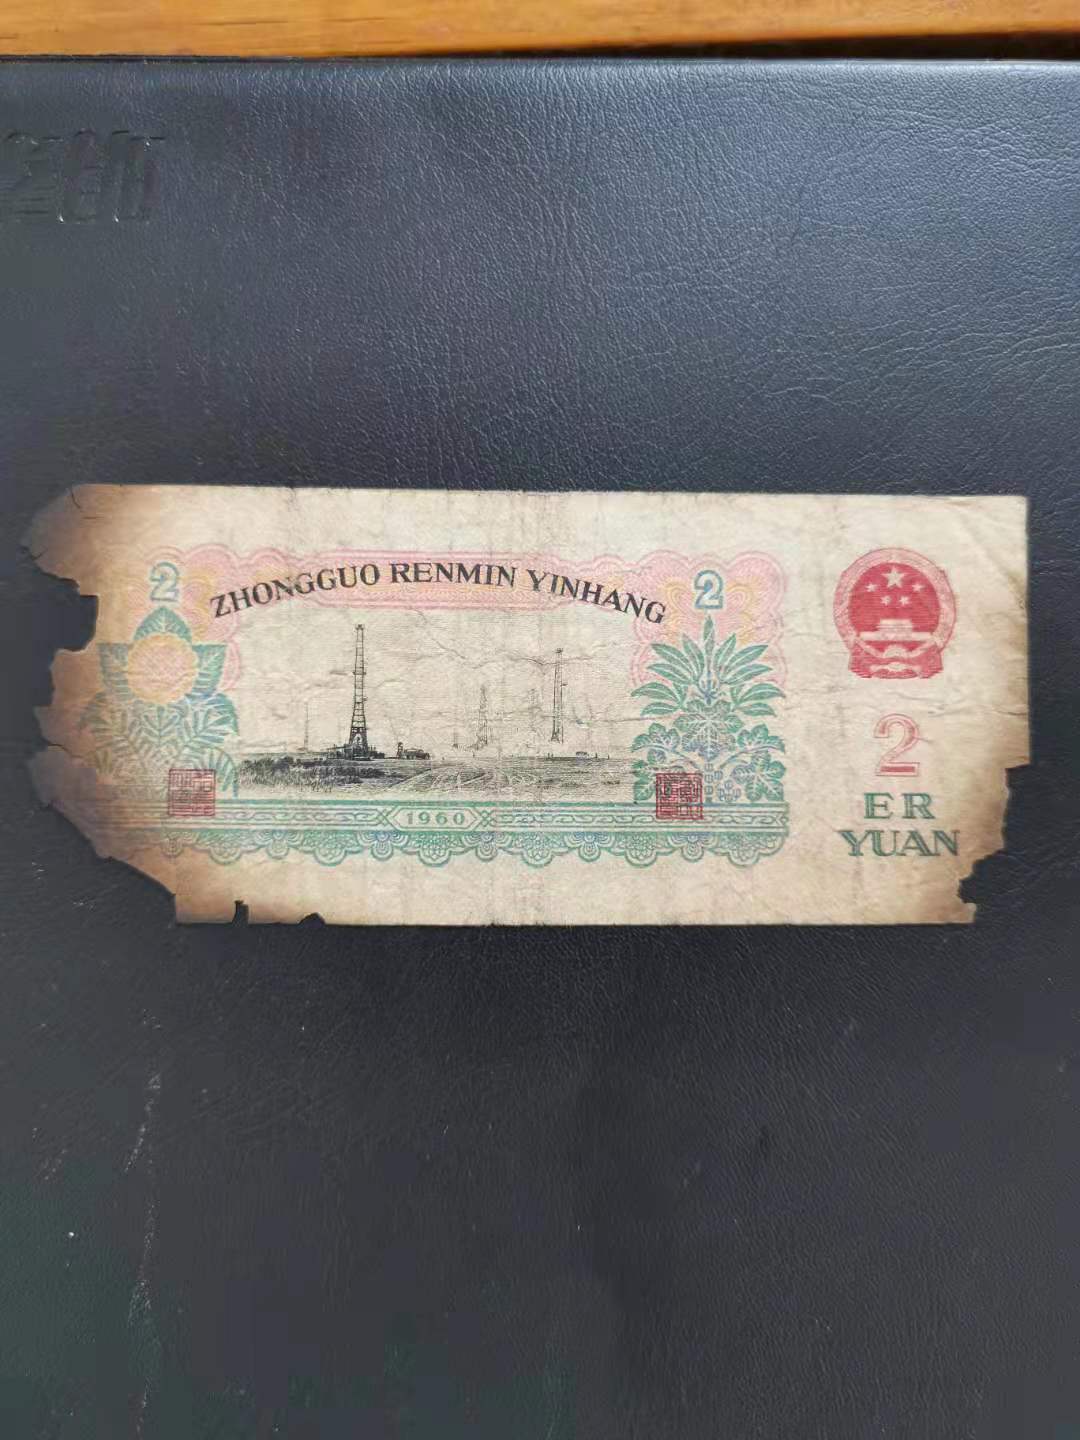 2
ZHONGGUO RENMIN YINHANG
2
2
ER
YUAN
1960